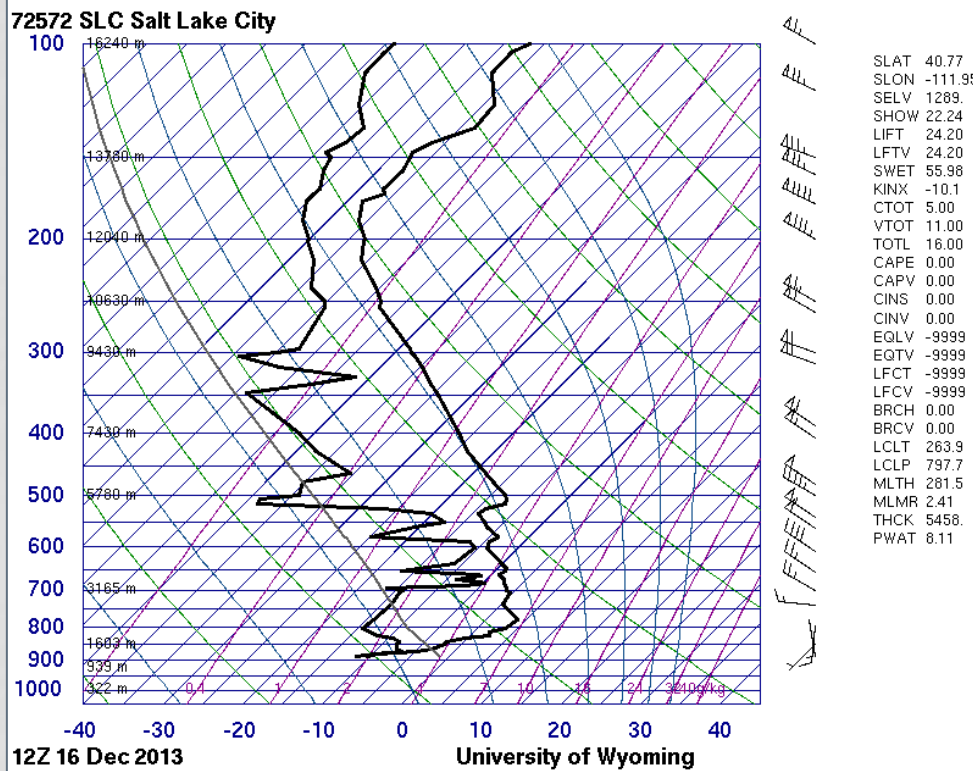 72572 SLC Salt Lake City
100
16240 m
13780 m
200
12040 m
10630 m
300
9430 m
400
7430 m
500
5780 m
600
700
3165 m
800
1603 m
900
939 m
1000
322 m
0.4 1 2 4 7 10 16 24 32 40g/kg
-40 -30 -20 -10 0 10 20 30 40
12Z 16 Dec 2013
University of Wyoming
SLAT 40.77
SLON -111.95
SELV 1289.
SHOW 22.24
LIFT 24.20
LFTV 24.20
SWET 55.98
KINX -10.1
CTOT 5.00
VTOT 11.00
TOTL 16.00
CAPE 0.00
CAPV 0.00
CINS 0.00
CINV 0.00
EQLV -9999
EQTV -9999
LFCT -9999
LFCV -9999
BRCH 0.00
BRCV 0.00
LCLT 263.9
LCLP 797.7
MLTH 281.5
MLMR 2.41
THCK 5458.
PWAT 8.11